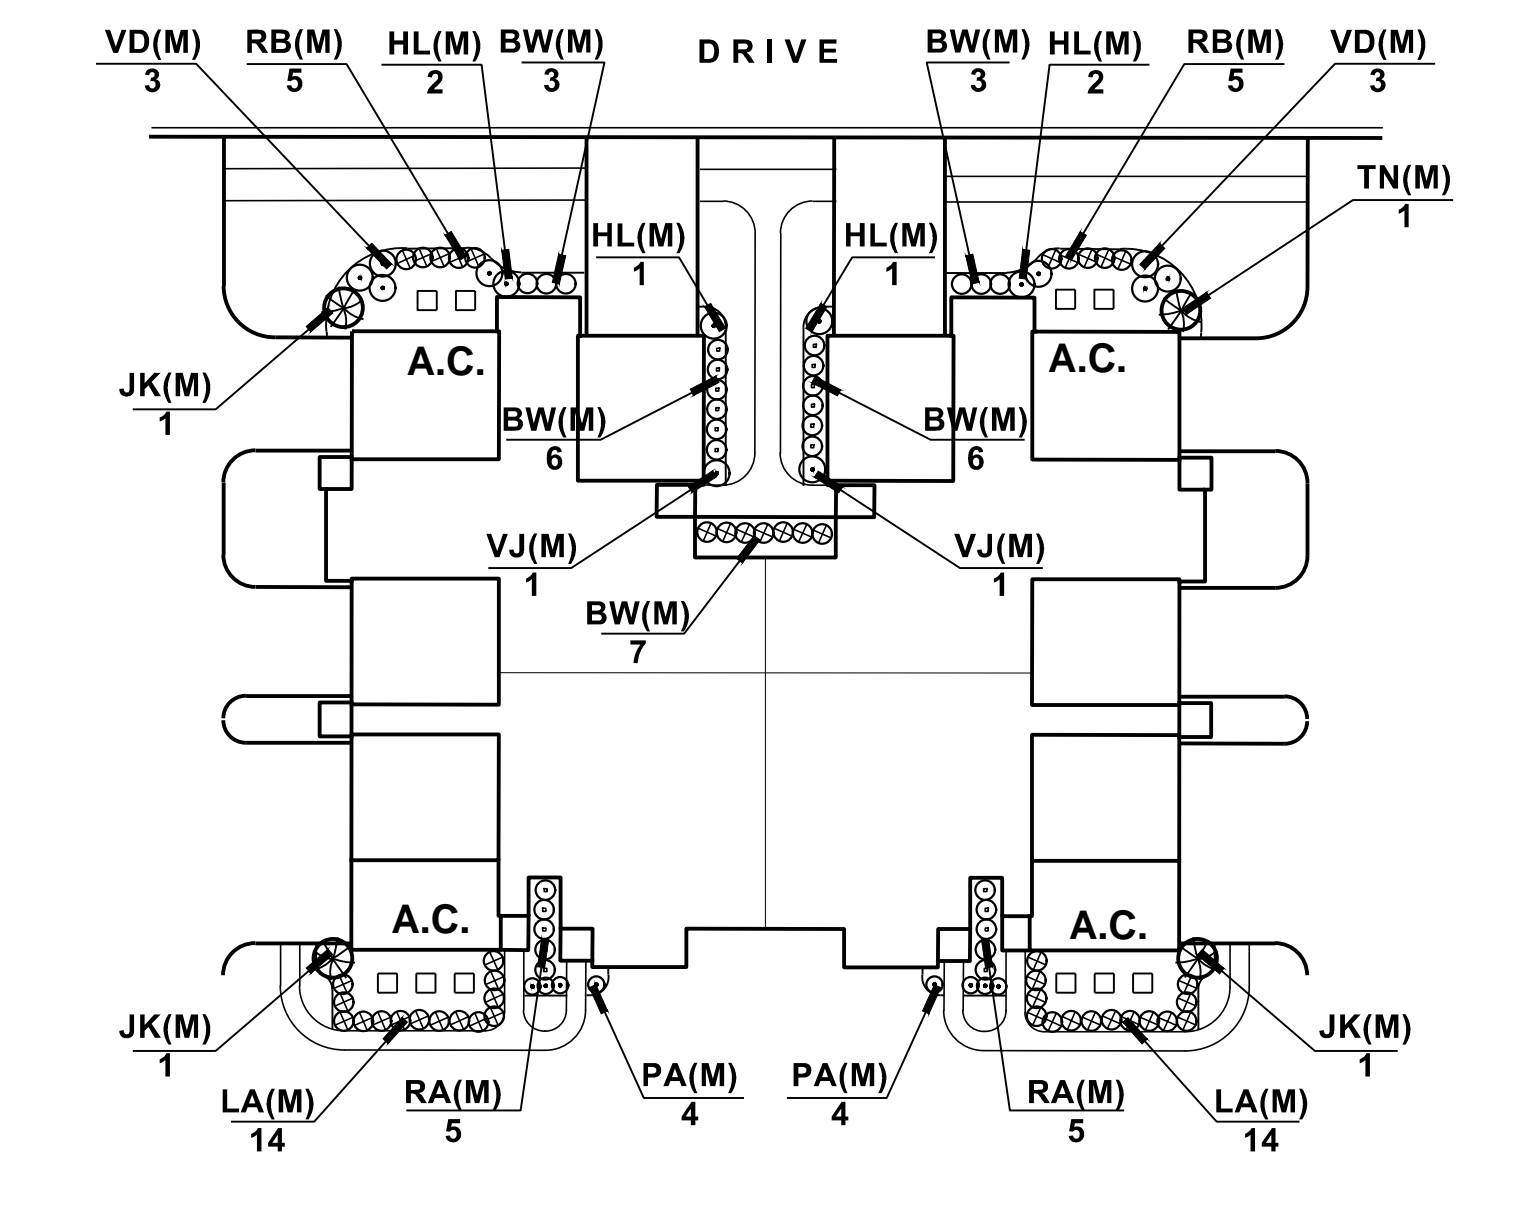 VD(M) RB(M) HL(M) BW(M) DRIVE BW(M) HL(M) RB(M) VD(M)
3 5 2 3 3 2 5 3
TN(M)
1
HL(M) HL(M)
1 1
A.C. A.C.
JK(M)
1
BW(M) BW(M)
6 6
VJ(M) VJ(M)
1 1
BW(M)
7
A.C. A.C.
JK(M) JK(M)
1 1
PA(M) PA(M)
4 4
LA(M) RA(M) RA(M) LA(M)
14 5 5 14